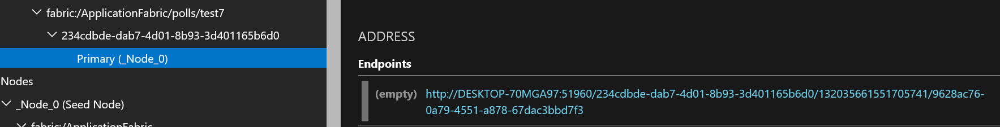 fabric:/ApplicationFabric/polls/test7
234cdbde-dab7-4d01-8b93-3d401165b6d0
Primary (_Node_0)
Nodes
_Node_0 (Seed Node)
fabric:/ApplicationFabric
ADDRESS
Endpoints
(empty) http://DESKTOP-70MGA97:51960/234cdbde-dab7-4d01-8b93-3d401165b6d0/132035661551705741/9628ac76-
0a79-4551-a878-67dac3bbd7f3